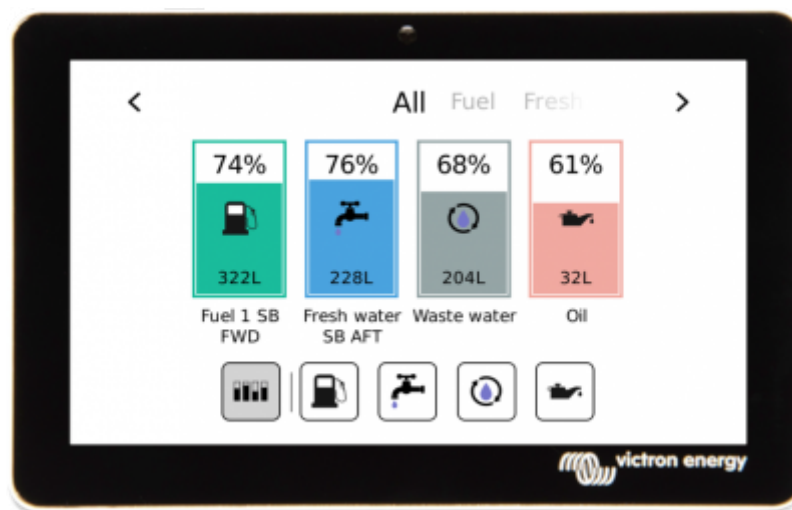 All Fuel Fresh
74% 76% 68% 61%
322L 228L 204L 32L
Fuel 1 SB Fresh water Waste water Oil
FWD SB AFT
victron energy